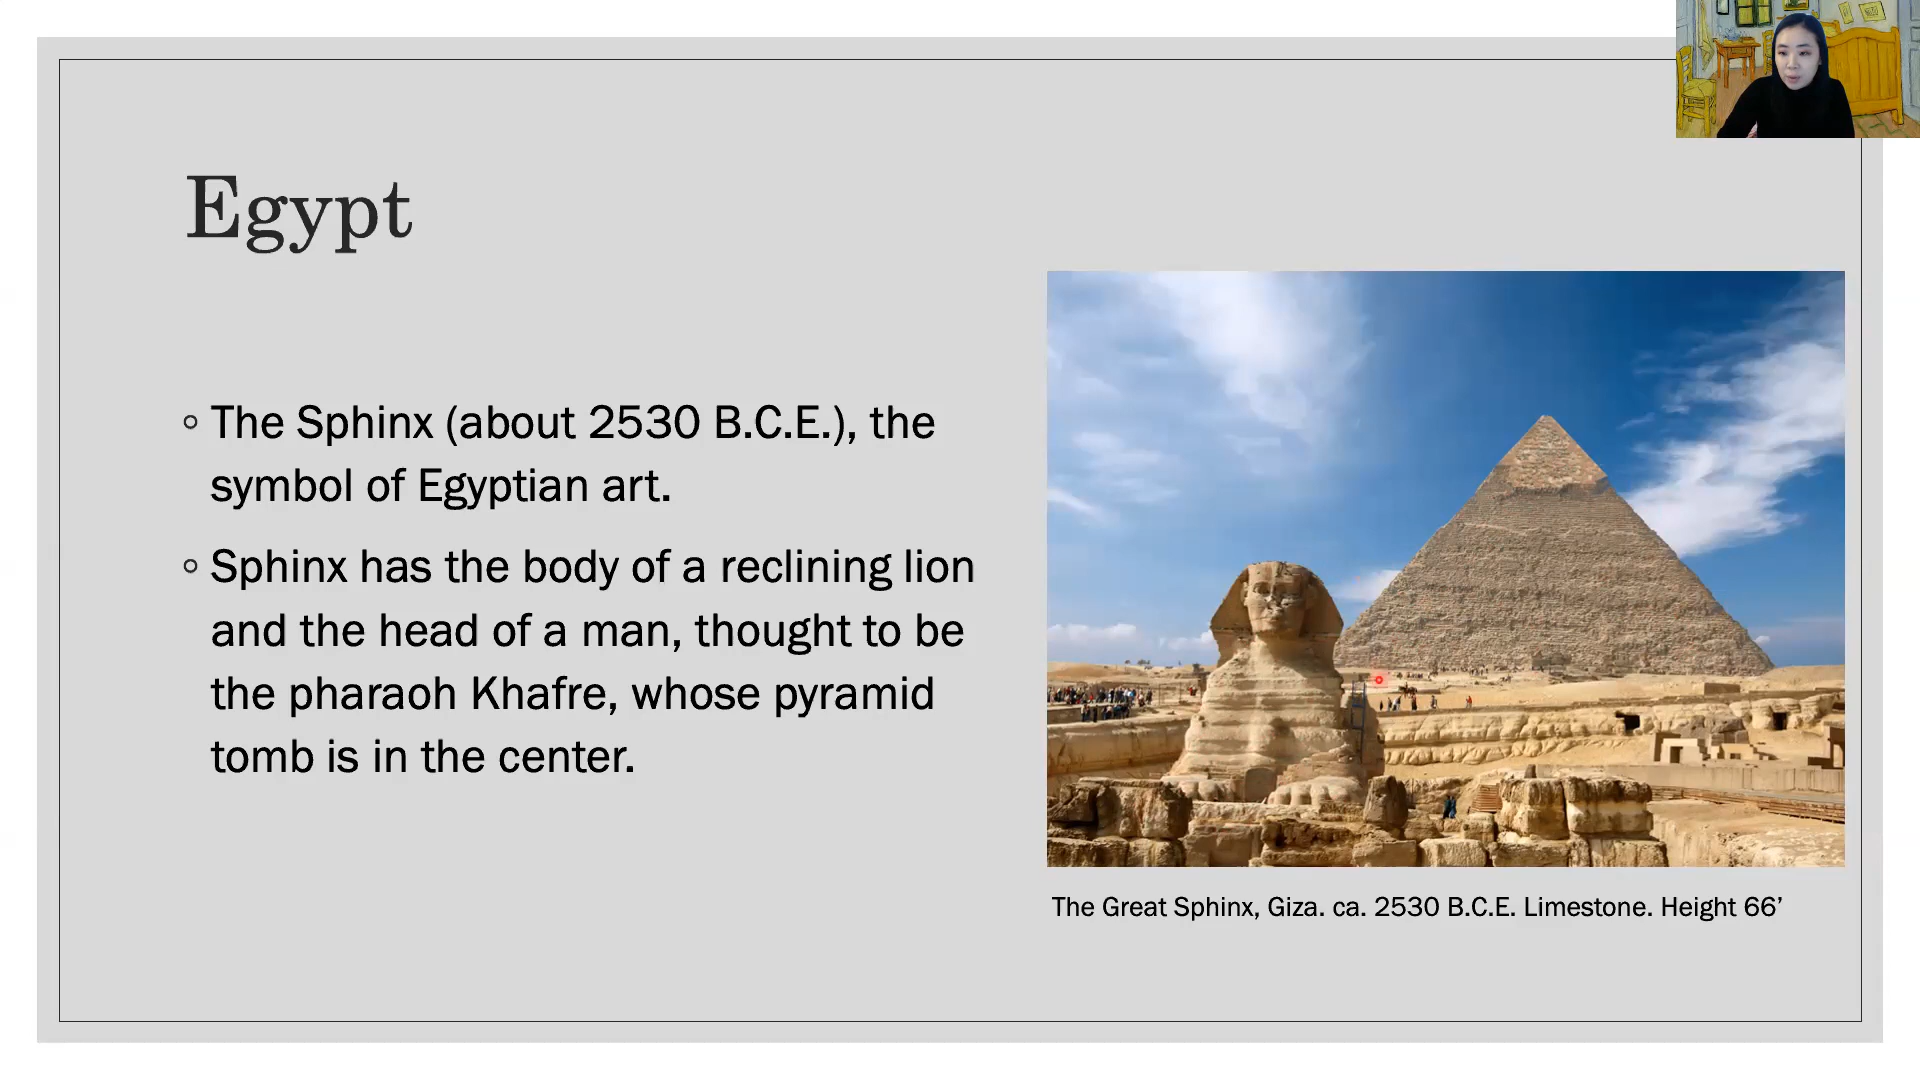 Egypt
◦ The Sphinx (about 2530 B.C.E.), the
symbol of Egyptian art.
◦ Sphinx has the body of a reclining lion
and the head of a man, thought to be
the pharaoh Khafre, whose pyramid
tomb is in the center.
The Great Sphinx, Giza. ca. 2530 B.C.E. Limestone. Height 66’